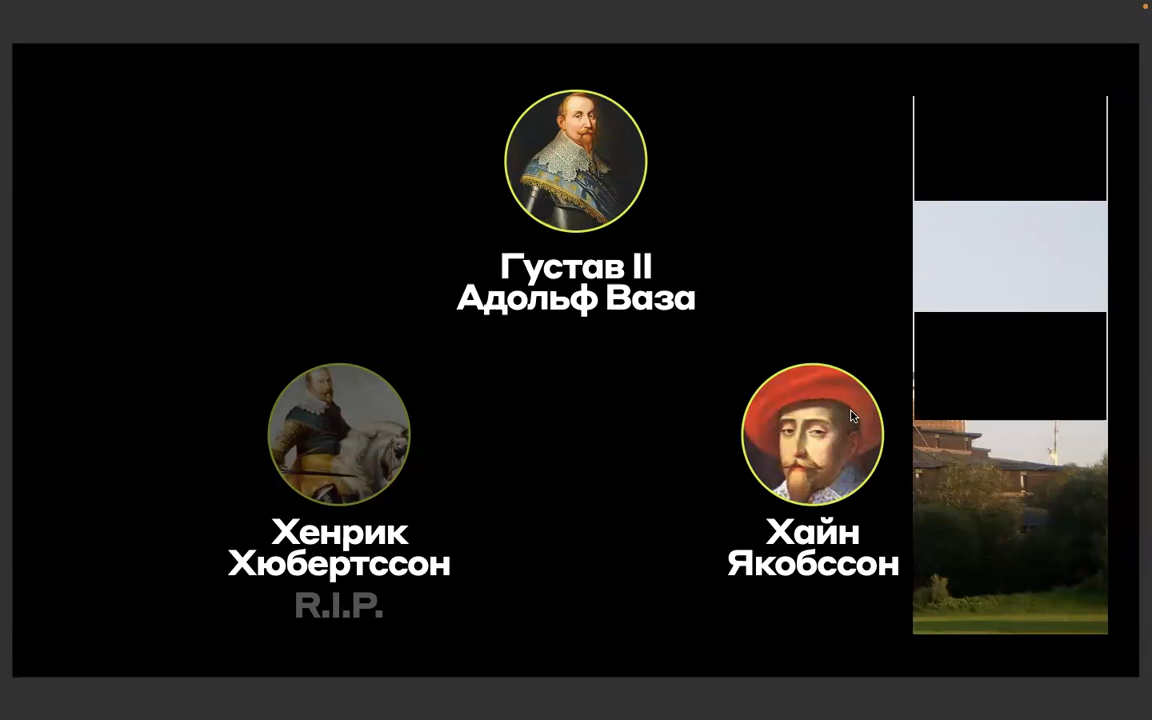 Густав II
Адольф Ваза
Хенрик
Хюбертссон
R.I.P.
Хайн
Якобссон